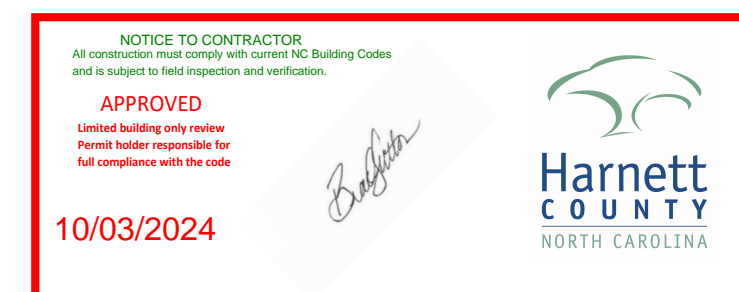 NOTICE TO CONTRACTOR
All construction must comply with current NC Building Codes
and is subject to field inspection and verification.
APPROVED
Limited building only review
Permit holder responsible for
full compliance with the code
10/03/2024
Harnett
COUNTY
NORTH CAROLINA